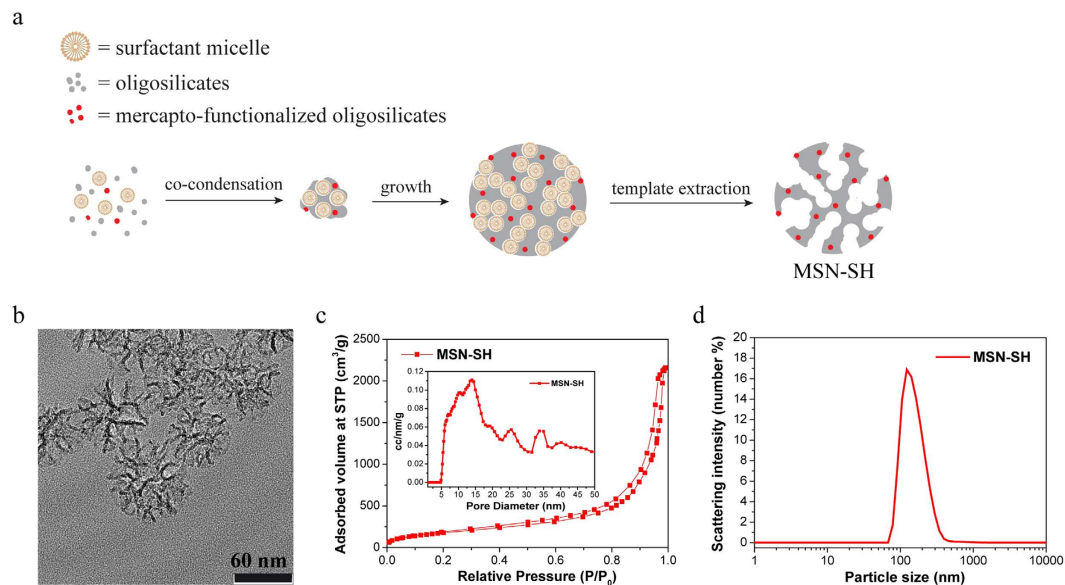 a
= surfactant micelle
= oligosilicates
= mercapto-functionalized oligosilicates
co-condensation
growth
template extraction
MSN-SH
b
60 nm
c
Adsorbed volume at STP (cm³/g)
2500
2250
2000
1750
1500
1250
1000
750
500
250
0
MSN-SH
cc/nm/g
0.12
0.10
0.08
0.06
0.04
0.02
0.00
MSN-SH
5 10 15 20 25 30 35 40 45 50
Pore Diameter (nm)
0.0 0.2 0.4 0.6 0.8 1.0
Relative Pressure (P/P₀)
d
Scattering intensity (number %)
20
18
16
14
12
10
8
6
4
2
0
MSN-SH
1 10 100 1000 10000
Particle size (nm)